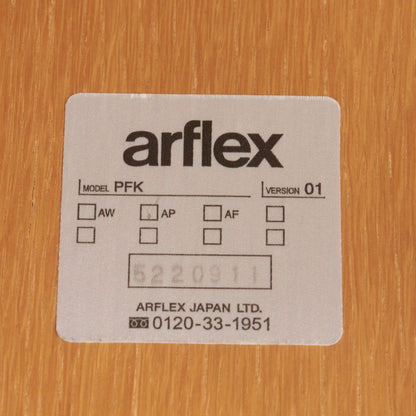 arflex
MODEL PFK VERSION 01
AW AP AF
5220911
ARFLEX JAPAN LTD.
0120-33-1951